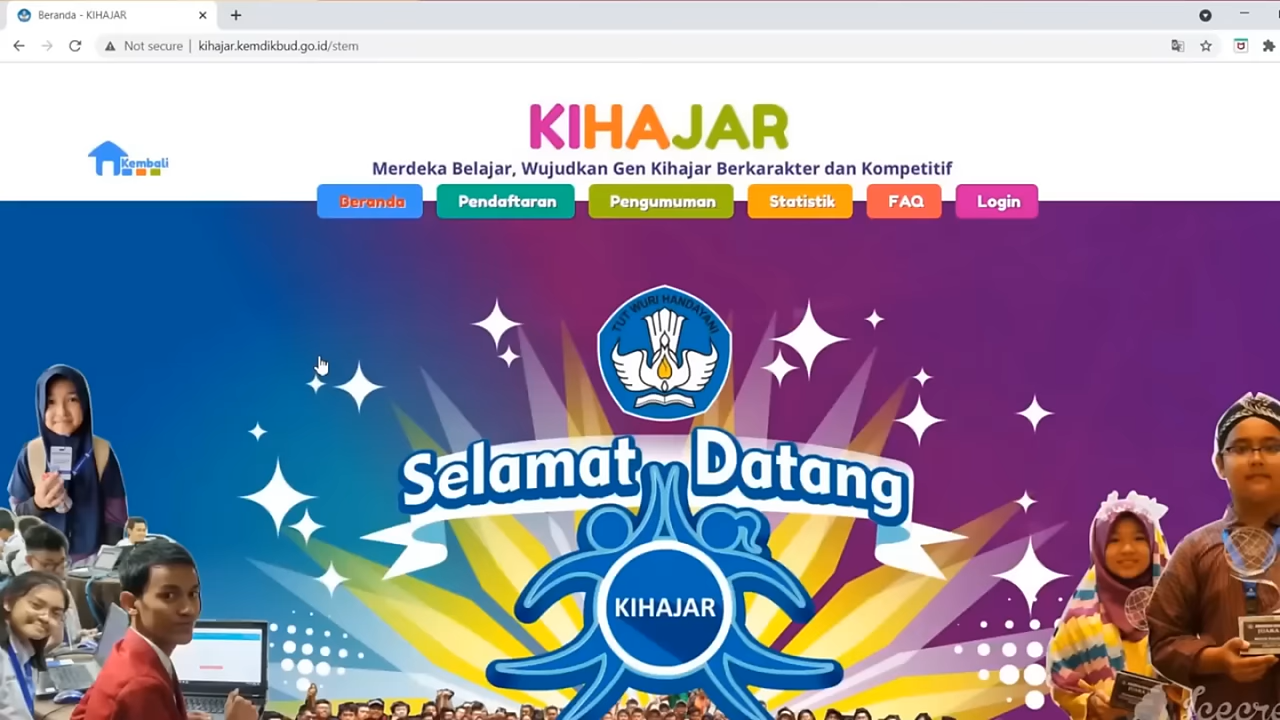 Beranda - KIHAJAR
Not secure
kihajar.kemdikbud.go.id/stem
KIHAJAR
Kembali
Merdeka Belajar, Wujudkan Gen Kihajar Berkarakter dan Kompetitif
Beranda
Pendaftaran
Pengumuman
Statistik
FAQ
Login
TUT WURI HANDAYANI
Selamat Datang
KIHAJAR